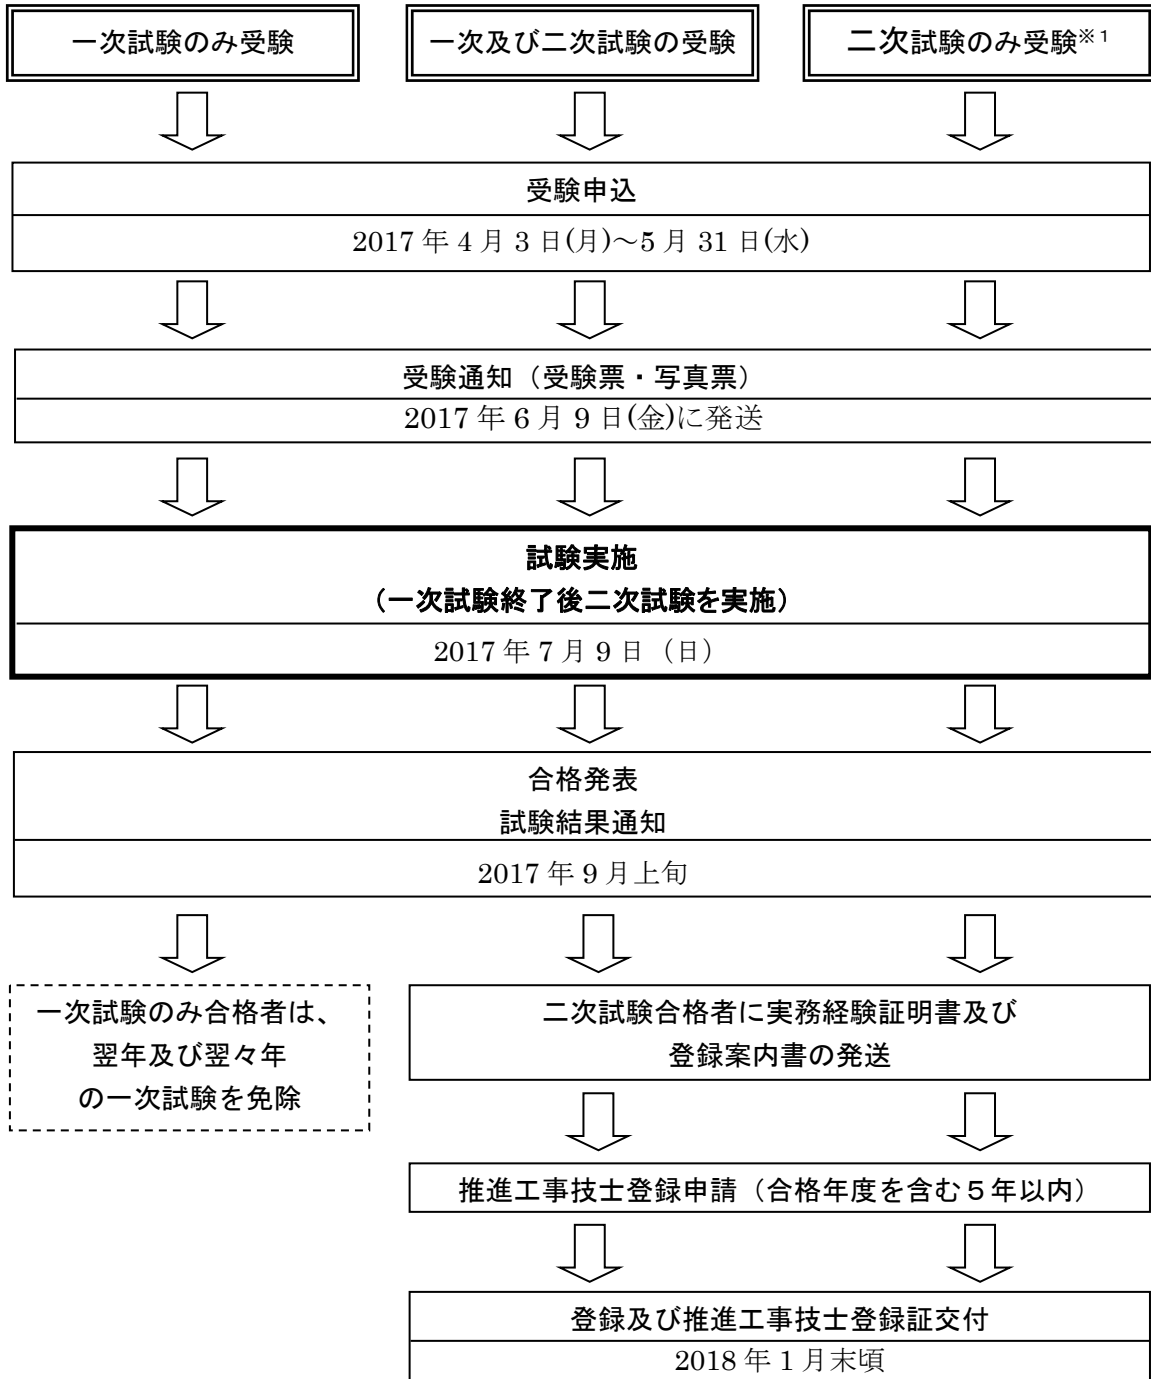 一次試験のみ受験
一次及び二次試験の受験
二次試験のみ受験※1
受験申込
2017 年 4 月 3 日(月)～5 月 31 日(水)
受験通知（受験票・写真票）
2017 年 6 月 9 日(金)に発送
試験実施
（一次試験終了後二次試験を実施）
2017 年 7 月 9 日（日）
合格発表
試験結果通知
2017 年 9 月上旬
一次試験のみ合格者は、
翌年及び翌々年
の一次試験を免除
二次試験合格者に実務経験証明書及び
登録案内書の発送
推進工事技士登録申請（合格年度を含む５年以内）
登録及び推進工事技士登録証交付
2018 年 1 月末頃